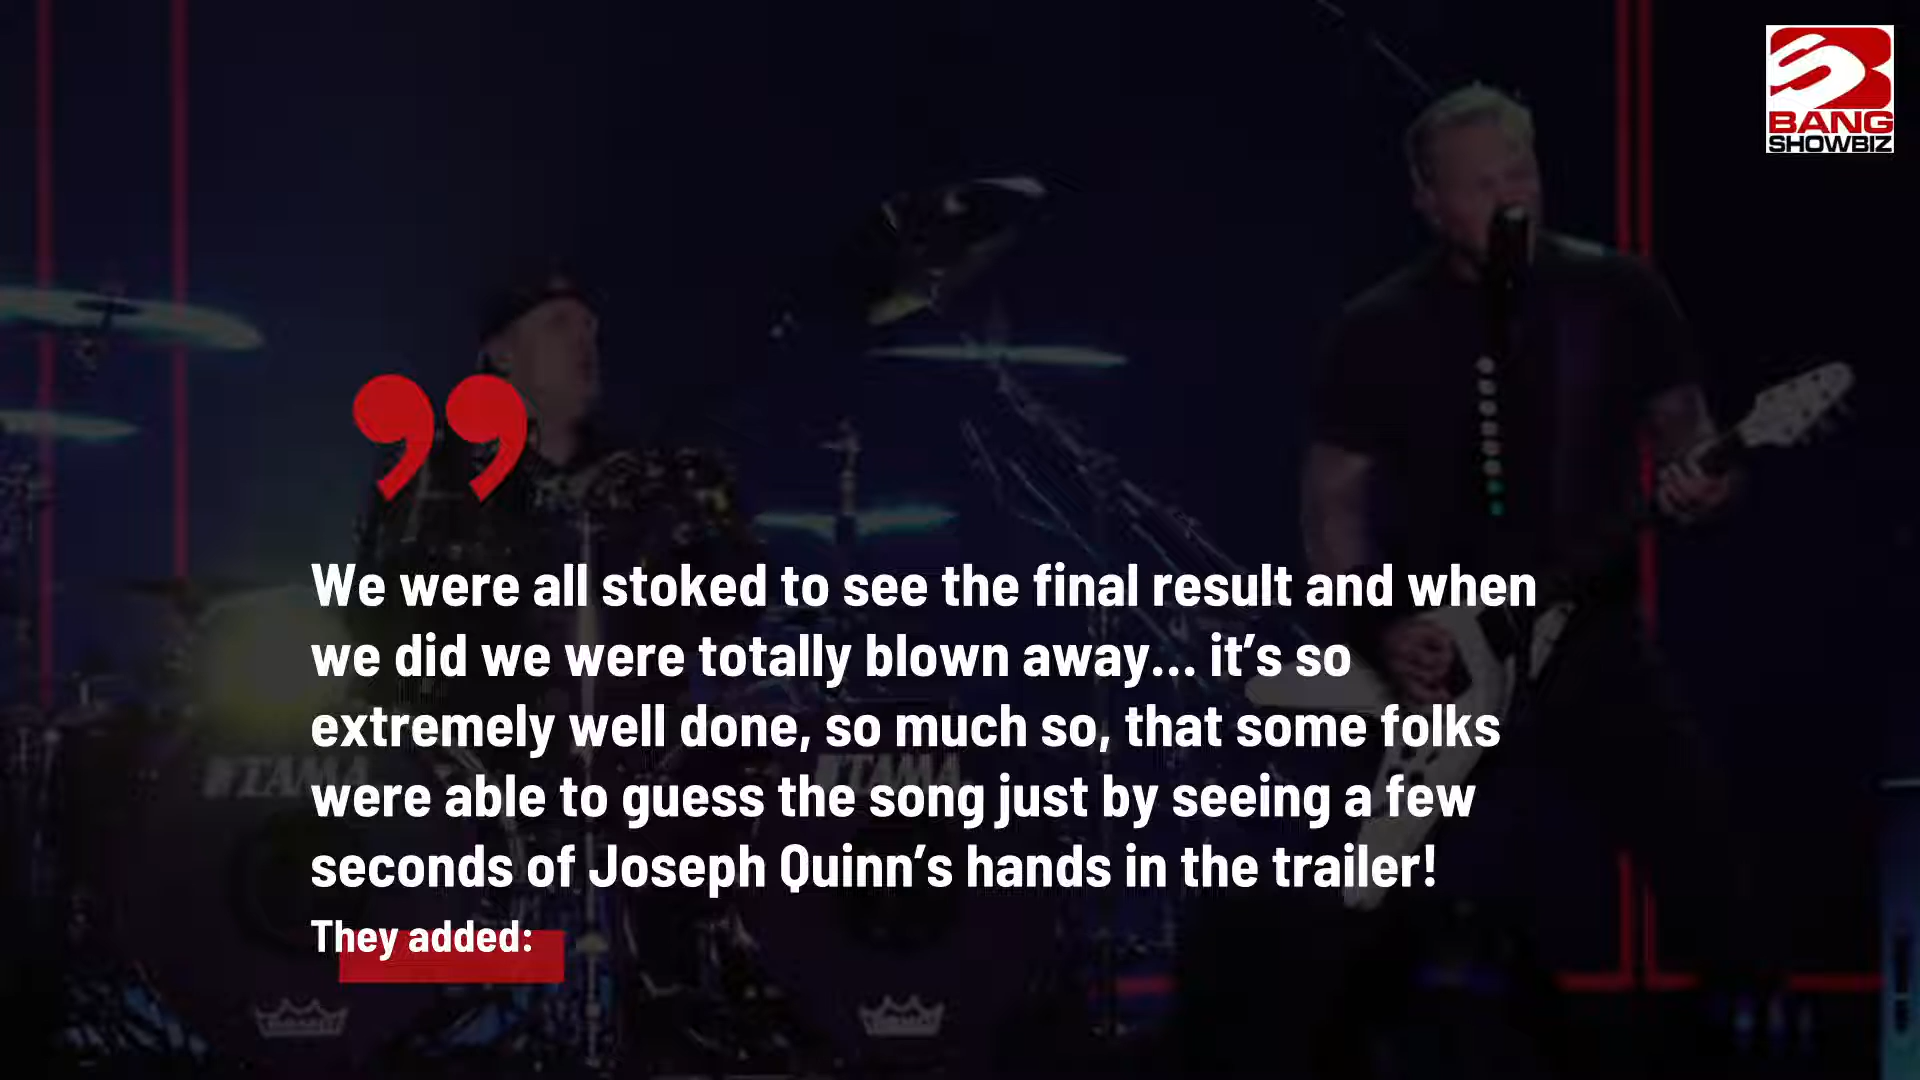 BANG
SHOWBIZ
We were all stoked to see the final result and when
we did we were totally blown away... it’s so
extremely well done, so much so, that some folks
were able to guess the song just by seeing a few
seconds of Joseph Quinn’s hands in the trailer!
They added:
TAMA
TAMA